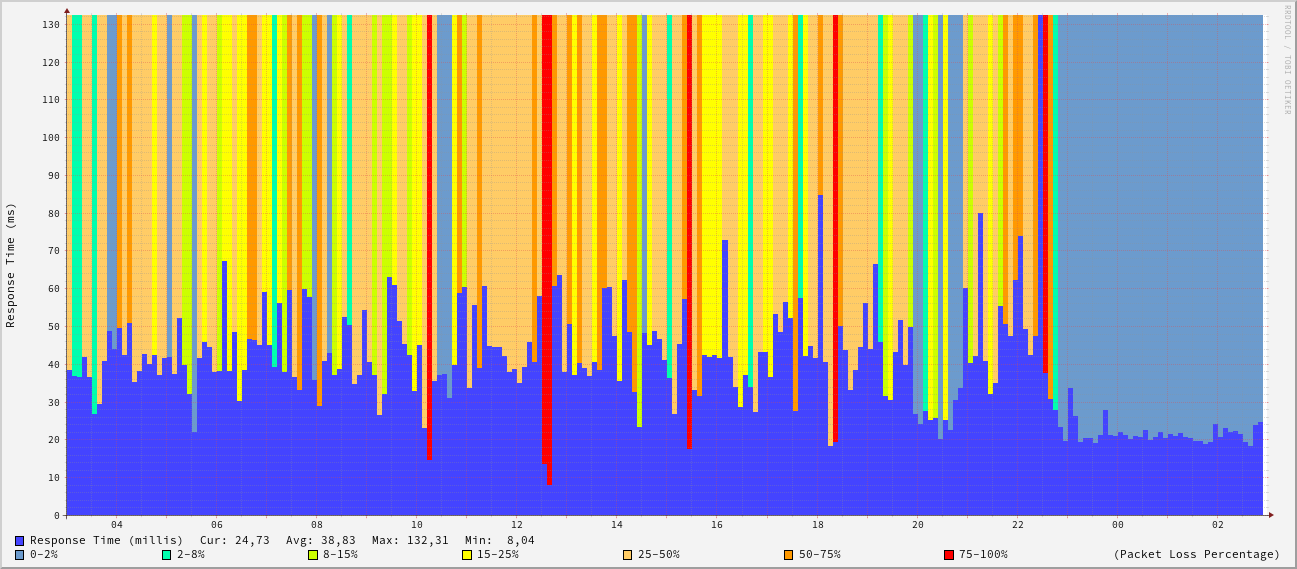 RRDTOOL / TOBI OETIKER
Response Time (ms)
130
120
110
100
90
80
70
60
50
40
30
20
10
0
04 06 08 10 12 14 16 18 20 22 00 02
Response Time (millis) Cur: 24,73 Avg: 38,83 Max: 132,31 Min: 8,04
0-2% 2-8% 8-15% 15-25% 25-50% 50-75% 75-100% (Packet Loss Percentage)